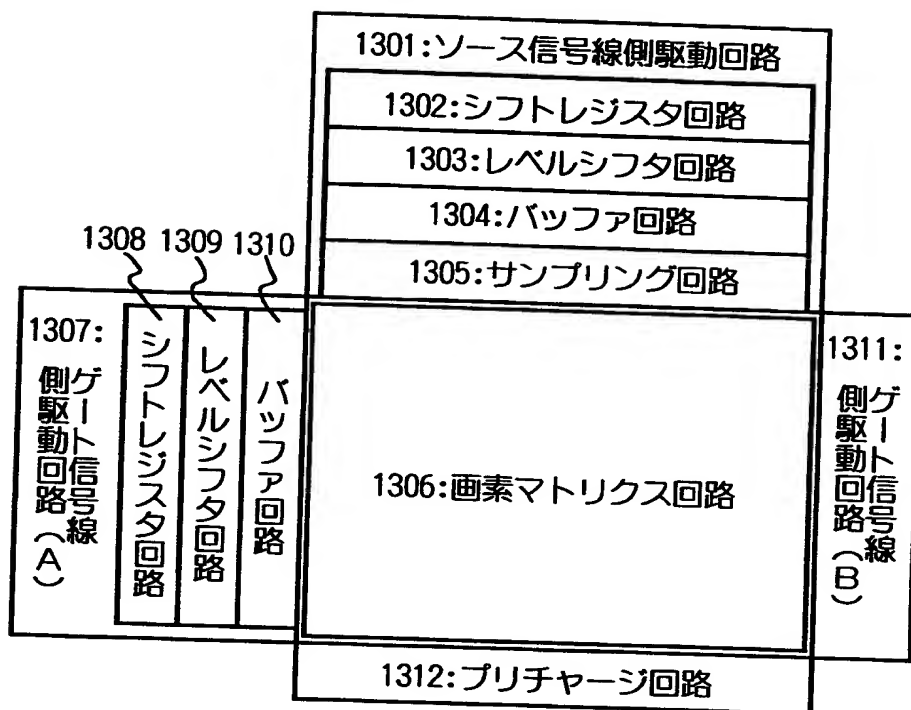 1301:ソース信号線側駆動回路
1302:シフトレジスタ回路
1303:レベルシフタ回路
1304:バッファ回路
1305:サンプリング回路
1308 1309 1310
1307:
ゲート信号線
側駆動回路(A)
シフトレジスタ回路
レベルシフタ回路
バッファ回路
1306:画素マトリクス回路
1311:
ゲート信号線
側駆動回路(B)
1312:プリチャージ回路